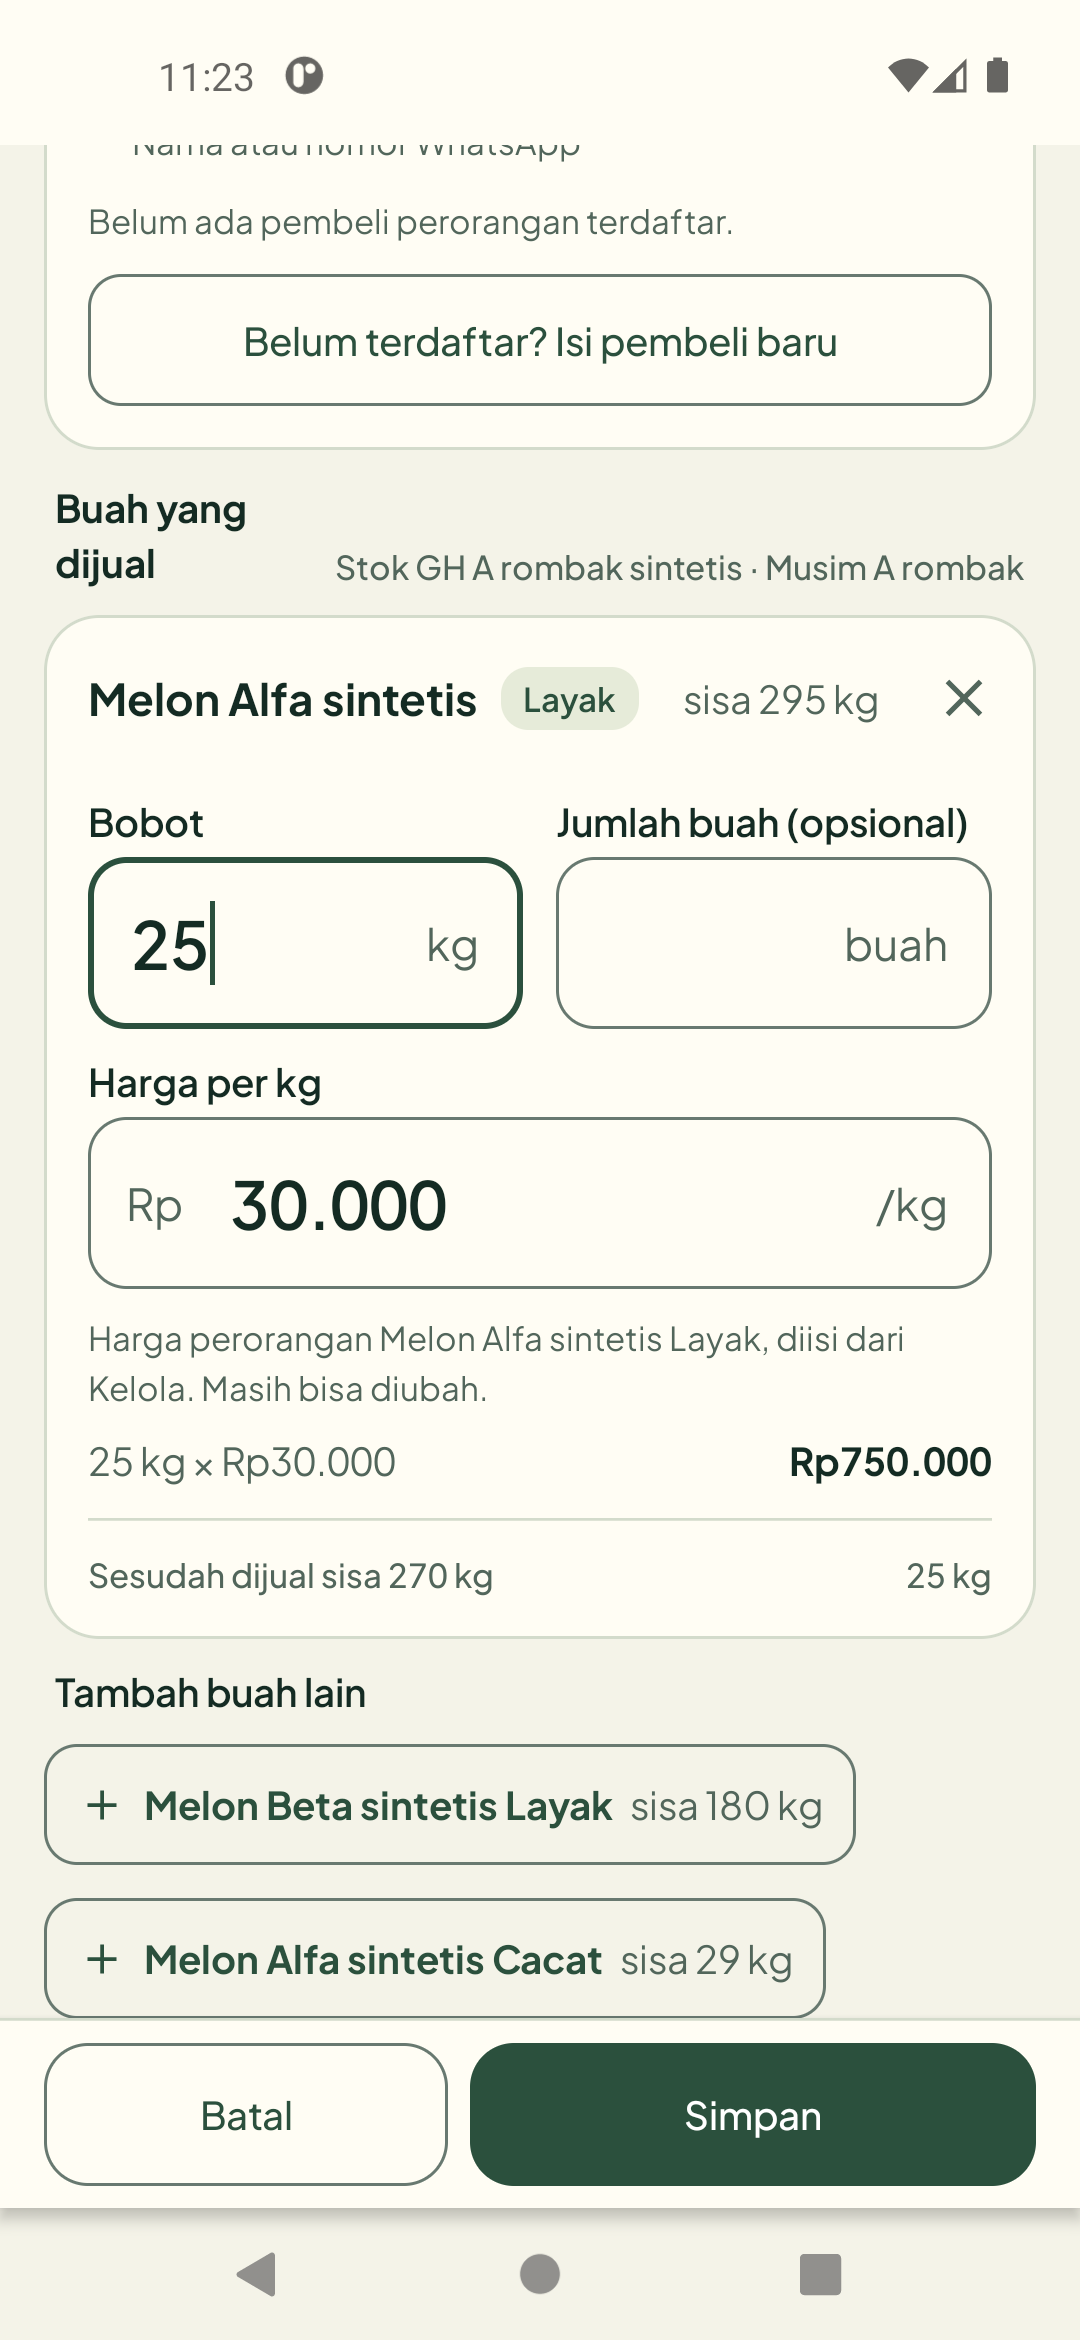 11:23
Nama atau nomor WhatsApp
Belum ada pembeli perorangan terdaftar.
Belum terdaftar? Isi pembeli baru
Buah yang
dijual
Stok GH A rombak sintetis · Musim A rombak
Melon Alfa sintetis Layak sisa 295 kg
Bobot Jumlah buah (opsional)
25 kg buah
Harga per kg
Rp 30.000 /kg
Harga perorangan Melon Alfa sintetis Layak, diisi dari
Kelola. Masih bisa diubah.
25 kg × Rp30.000 Rp750.000
Sesudah dijual sisa 270 kg 25 kg
Tambah buah lain
+ Melon Beta sintetis Layak sisa 180 kg
+ Melon Alfa sintetis Cacat sisa 29 kg
Batal Simpan